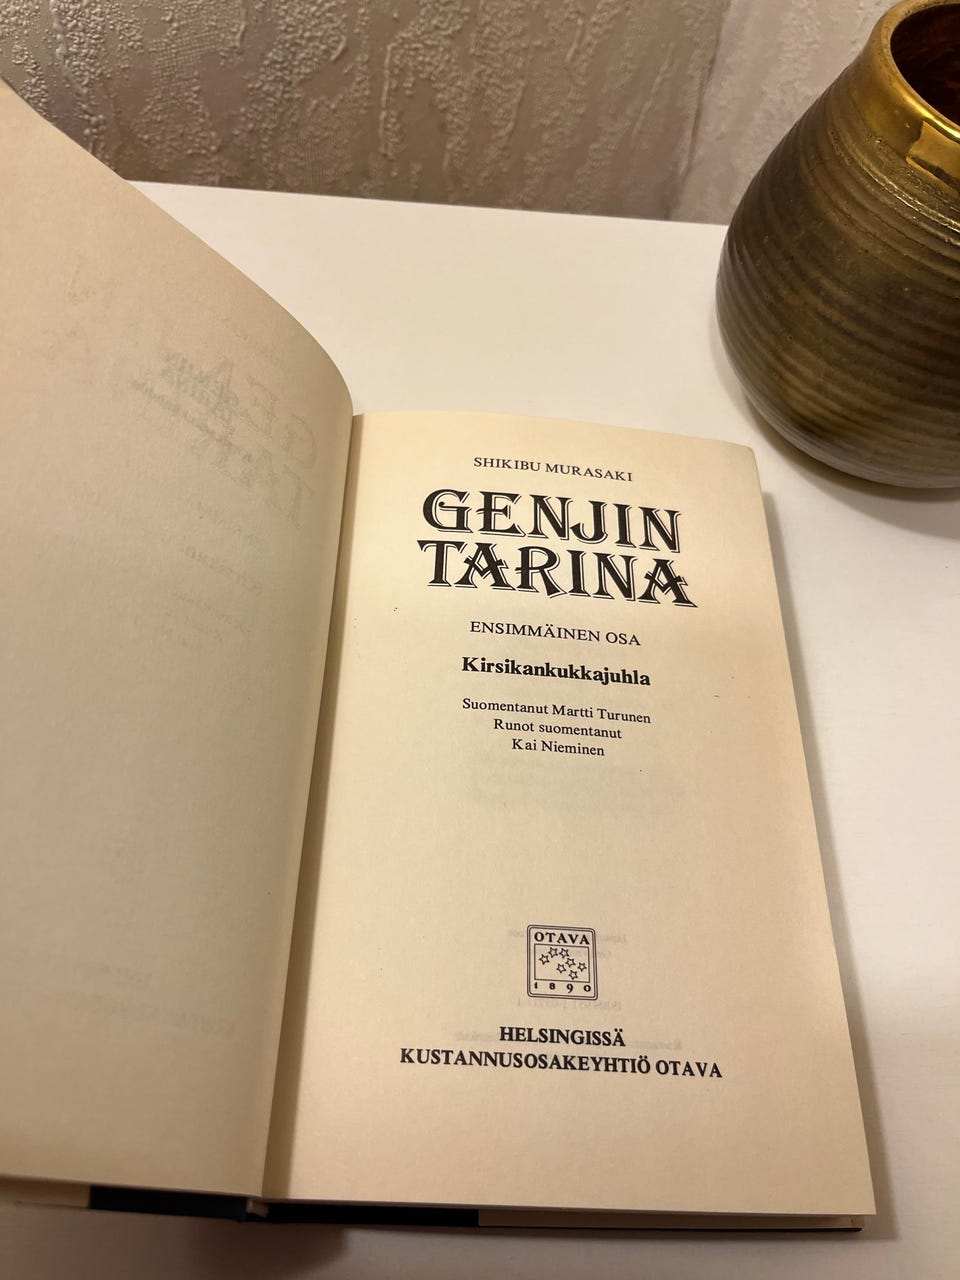 SHIKIBU MURASAKI
GENJIN
TARINA
ENSIMMÄINEN OSA
Kirsikankukkajuhla
Suomentanut Martti Turunen
Runot suomentanut
Kai Nieminen
OTAVA
1890
HELSINGISSÄ
KUSTANNUSOSAKEYHTIÖ OTAVA